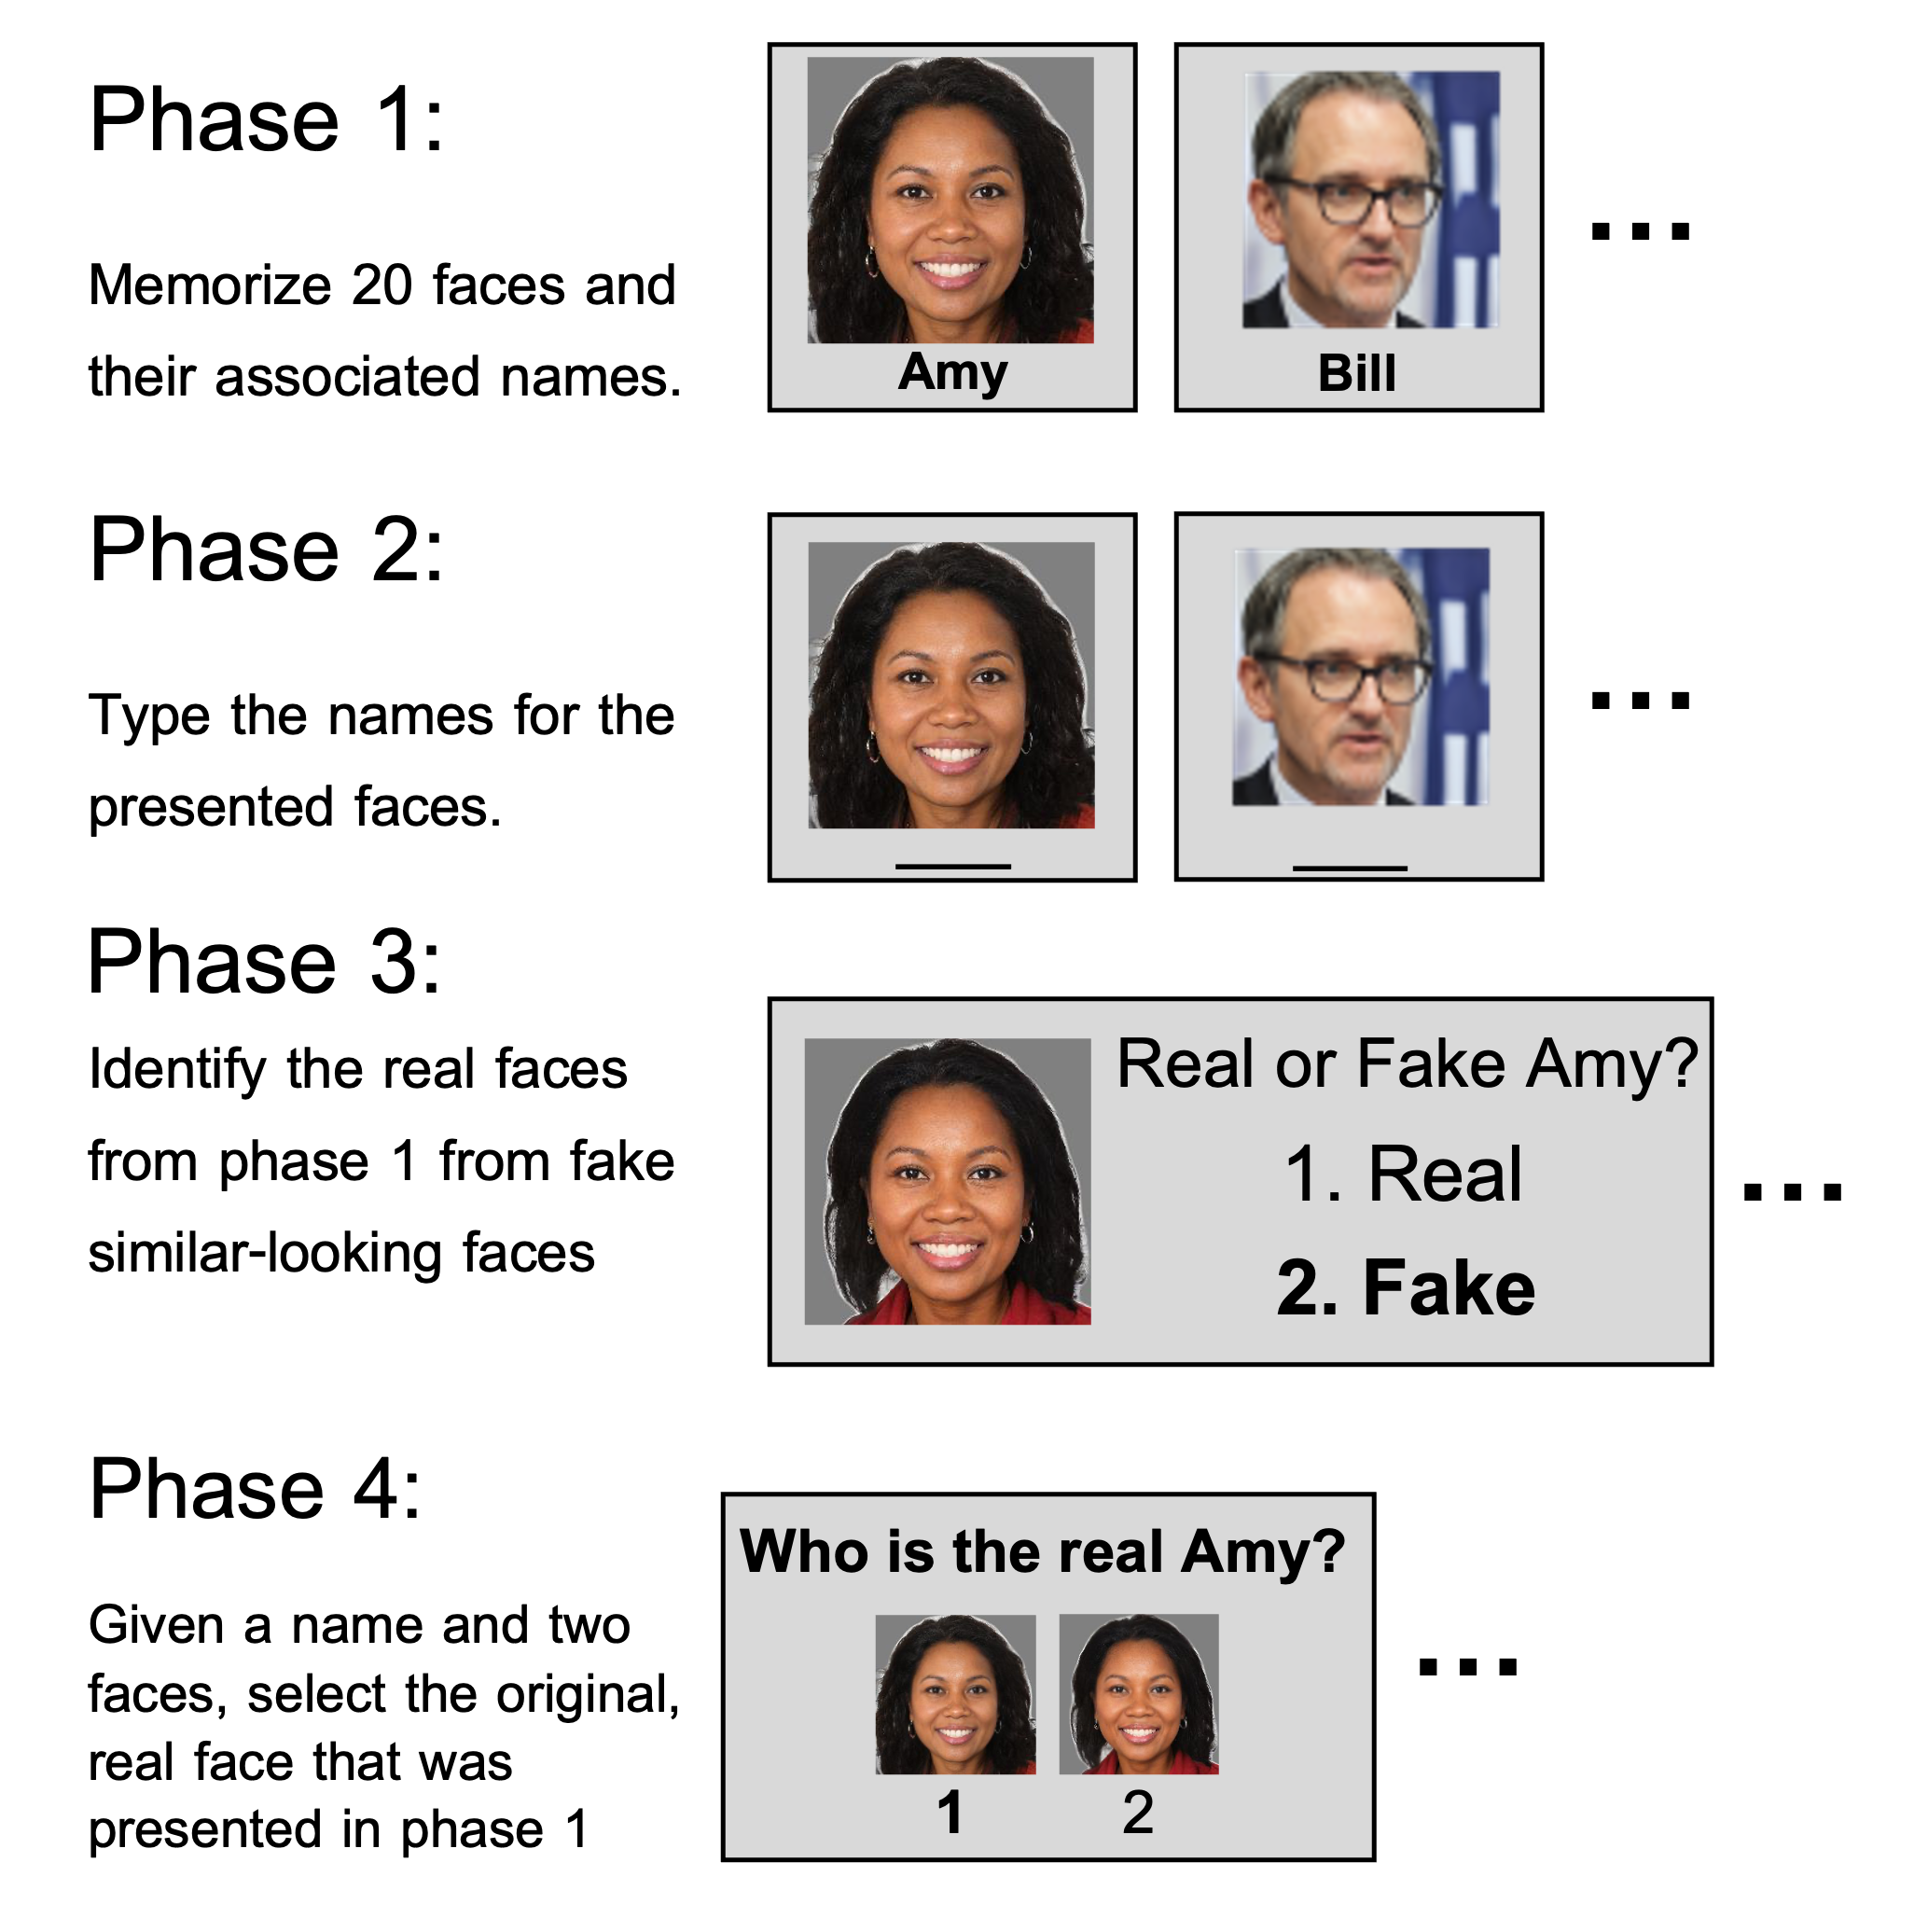 Phase 1:
Memorize 20 faces and
their associated names.
Amy
Bill
...
Phase 2:
Type the names for the
presented faces.
...
Phase 3:
Identify the real faces
from phase 1 from fake
similar-looking faces
Real or Fake Amy?
1. Real
2. Fake
...
Phase 4:
Given a name and two
faces, select the original,
real face that was
presented in phase 1
Who is the real Amy?
1
2
...